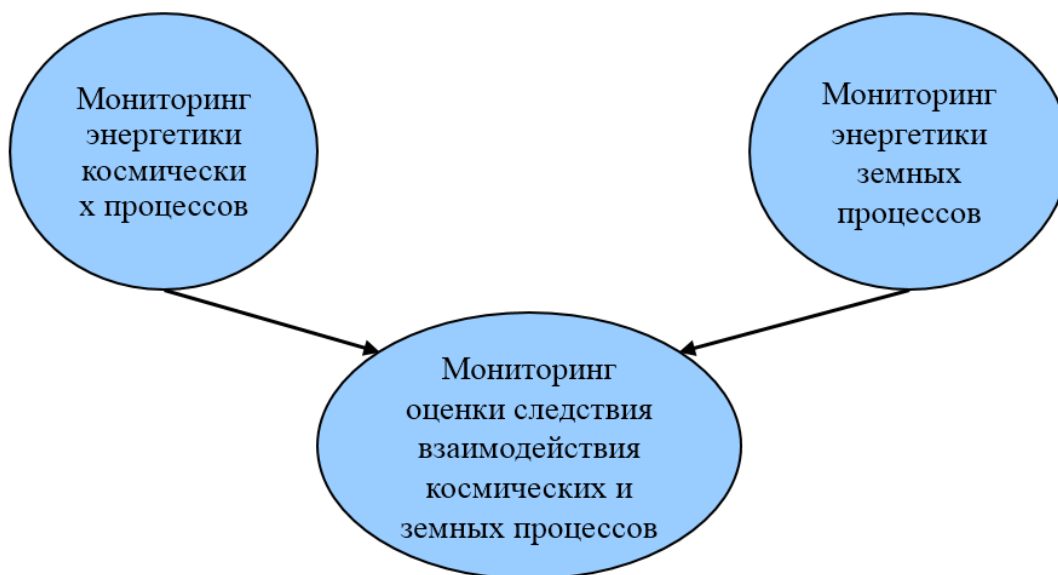 Мониторинг
энергетики
космически
х процессов
Мониторинг
энергетики
земных
процессов
Мониторинг
оценки следствия
взаимодействия
космических и
земных процессов